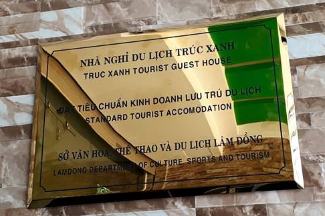 NHÀ NGHỈ DU LỊCH TRÚC XANH
TRUC XANH TOURIST GUEST HOUSE
ĐẠT TIÊU CHUẨN KINH DOANH LƯU TRÚ DU LỊCH
STANDARD TOURIST ACCOMODATION
SỞ VĂN HOÁ, THỂ THAO VÀ DU LỊCH LÂM ĐỒNG
LAMDONG DEPARTMENT OF CULTURE, SPORTS AND TOURISM